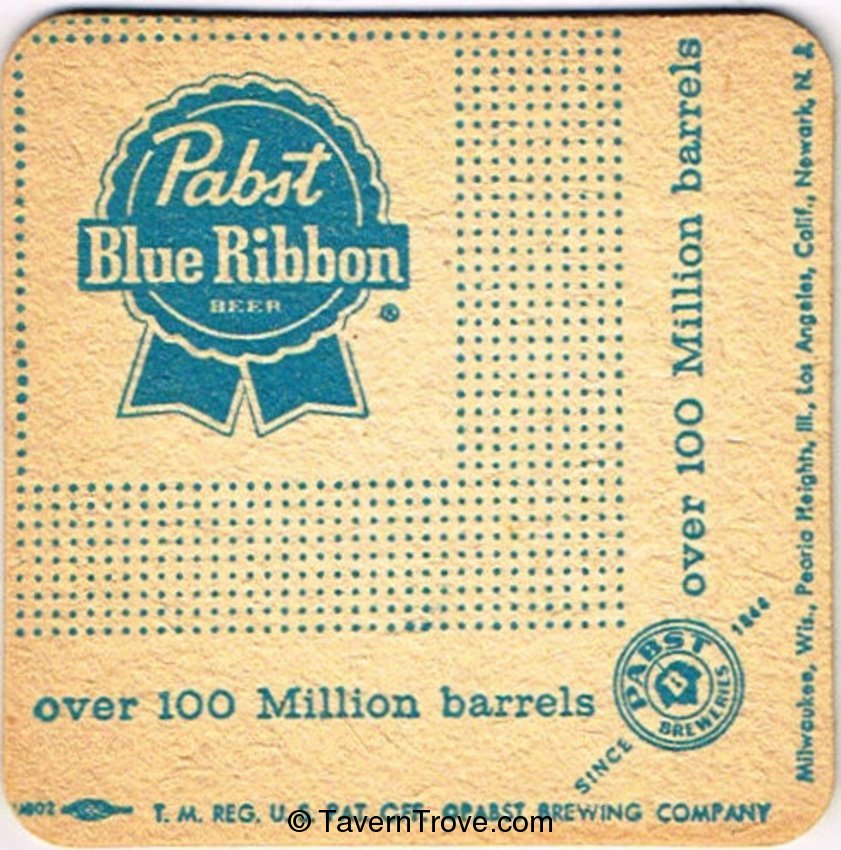 Pabst
Blue Ribbon
BEER
®
over 100 Million barrels
Milwaukee, Wis., Peoria Heights, Ill., Los Angeles, Calif., Newark, N. J.
over 100 Million barrels
PABST
BREWERIES
SINCE 1844
T. M. REG. U. S. PAT. OFF. ©PABST BREWING COMPANY
© TavernTrove.com